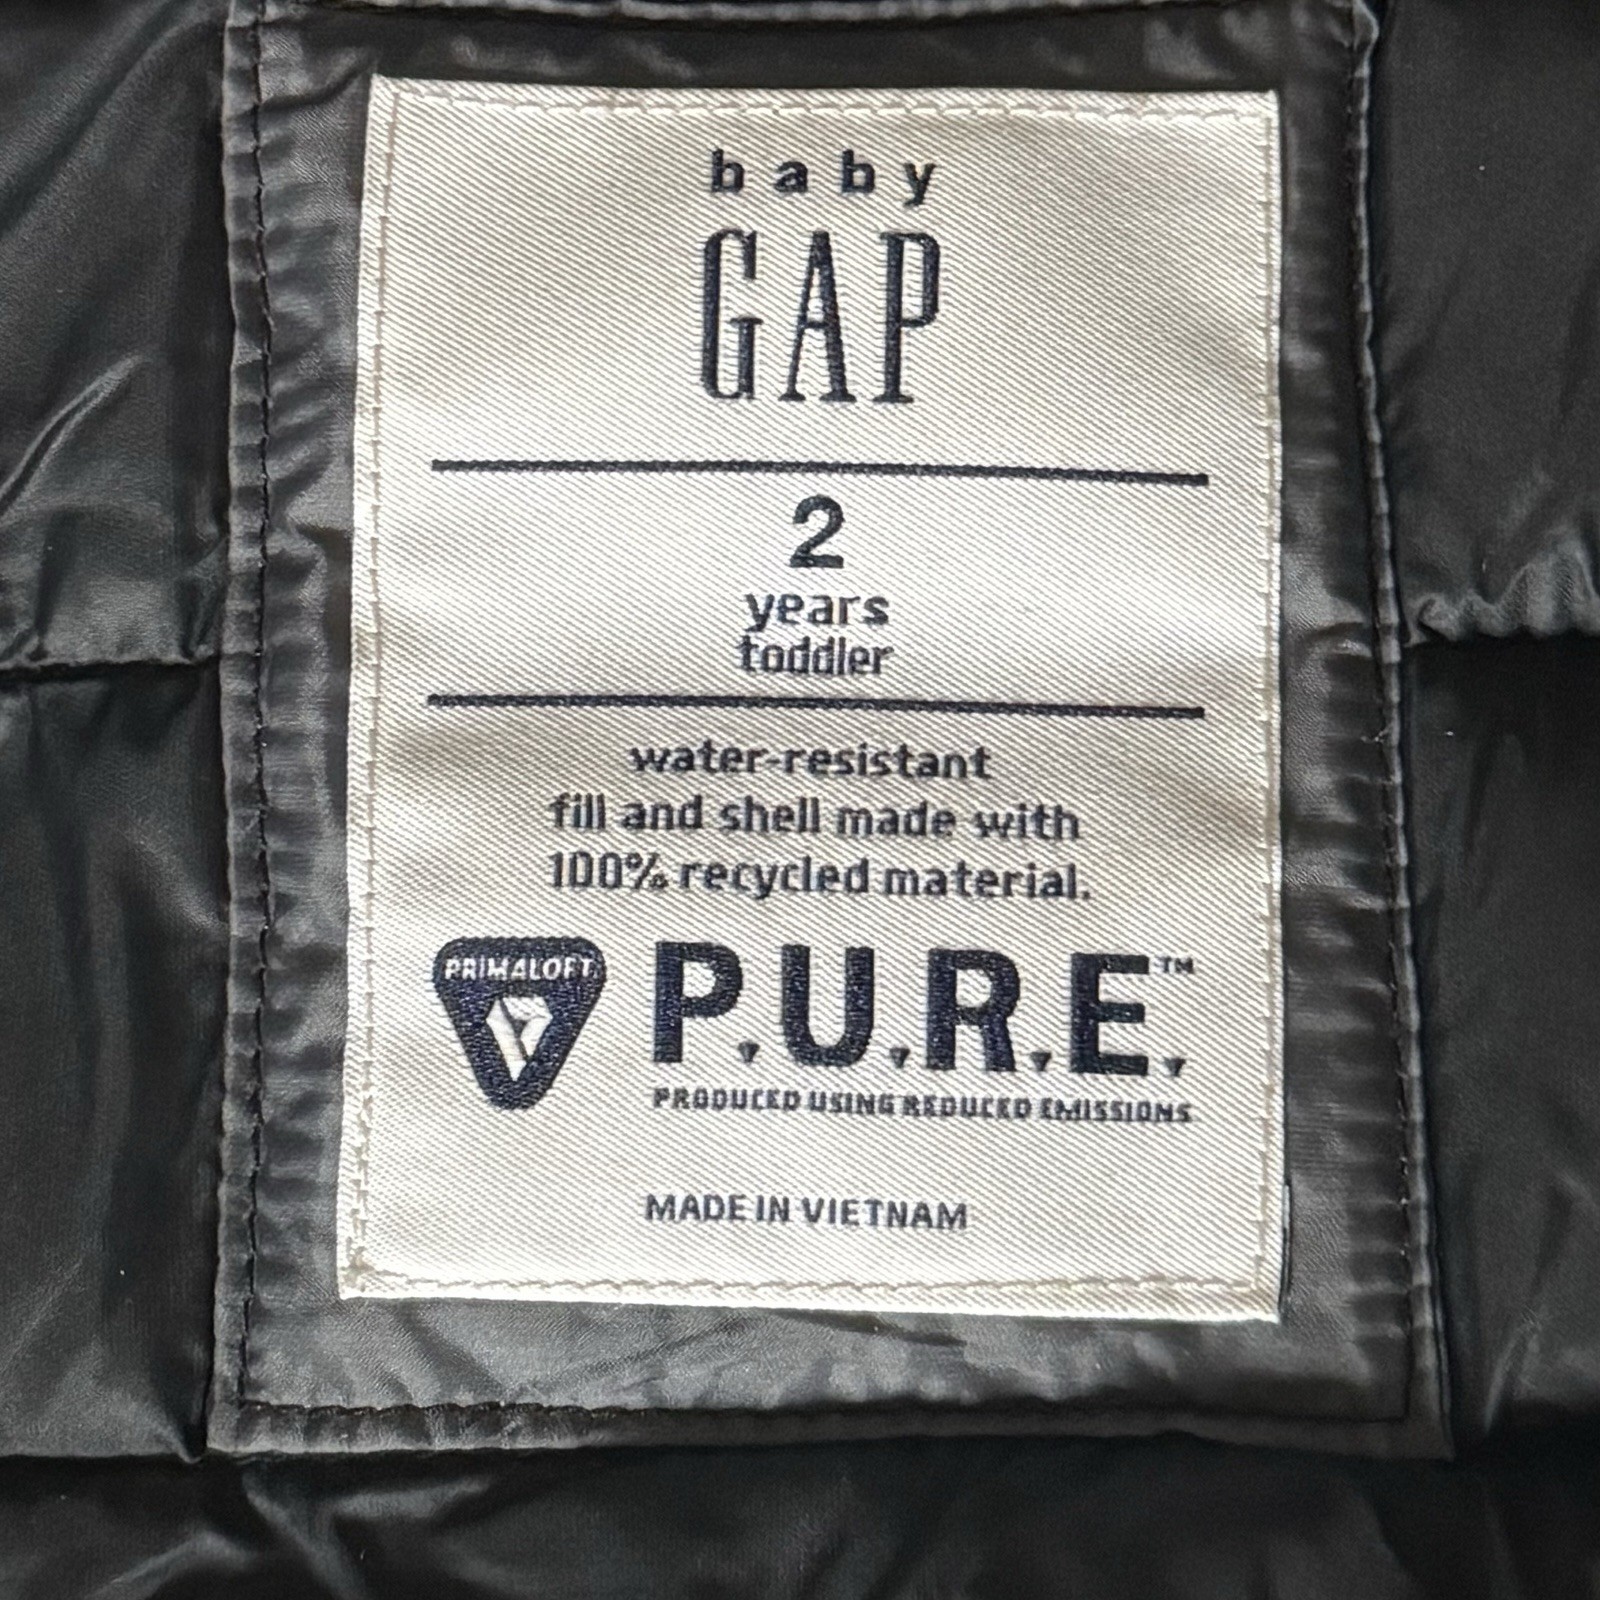 baby
GAP
2
years
toddler
water-resistant
fill and shell made with
100% recycled material.
PRIMALOFT
P.U.R.E.™
PRODUCED USING REDUCED EMISSIONS
MADE IN VIETNAM